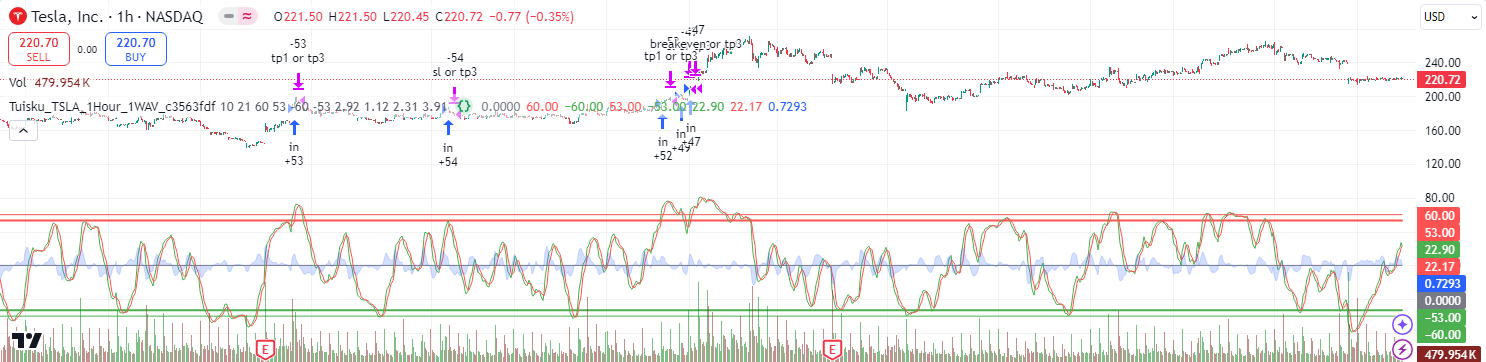 Tesla, Inc. · 1h · NASDAQ
O221.50 H221.50 L220.45 C220.72 −0.77 (−0.35%)
USD
220.70
SELL
0.00
220.70
BUY
Vol 479.954 K
Tuisku_TSLA_1Hour_1WAV_c3563fdf 10 21 60 53 -60 -53 2.92 1.12 2.31 3.91
0.0000 60.00 −60.00 53.00 −53.00 22.90 22.17 0.7293
-53
tp1 or tp3
in
+53
-54
sl or tp3
in
+54
+47
breakeven or tp3
tp1 or tp3
in
+52
in
+49
in
+47
240.00
220.72
200.00
160.00
120.00
80.00
60.00
53.00
22.90
22.17
0.7293
0.0000
−53.00
−60.00
479.954 K
E
E